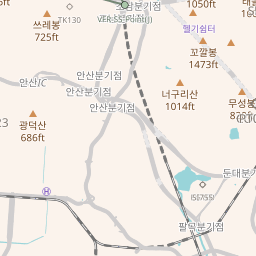 쓰레봉
725ft
TK130
1050ft
헬기쉼터
꼬깔봉
1473ft
안산IC
안산분기점
안산분기점
안산분기점
너구리산
1014ft
무성봉
광덕산
686ft
23
둔대분기
팔곡분기점